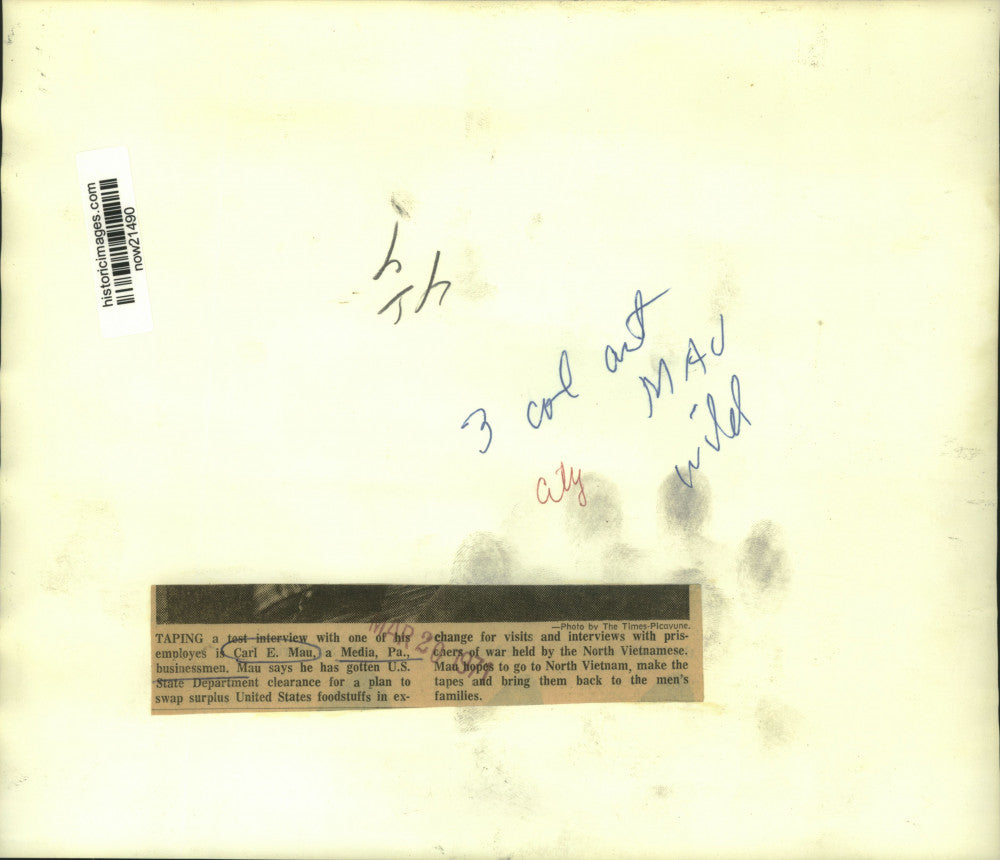 historicimages.com
now21490
3 col art
MAU
wild
city
—Photo by The Times-Picayune.
TAPING a test interview with one of his
employes is Carl E. Mau, a Media, Pa.,
businessmen. Mau says he has gotten U.S.
State Department clearance for a plan to
swap surplus United States foodstuffs in ex-
change for visits and interviews with pris-
oners of war held by the North Vietnamese.
Mau hopes to go to North Vietnam, make the
tapes and bring them back to the men's
families.
MAR 20